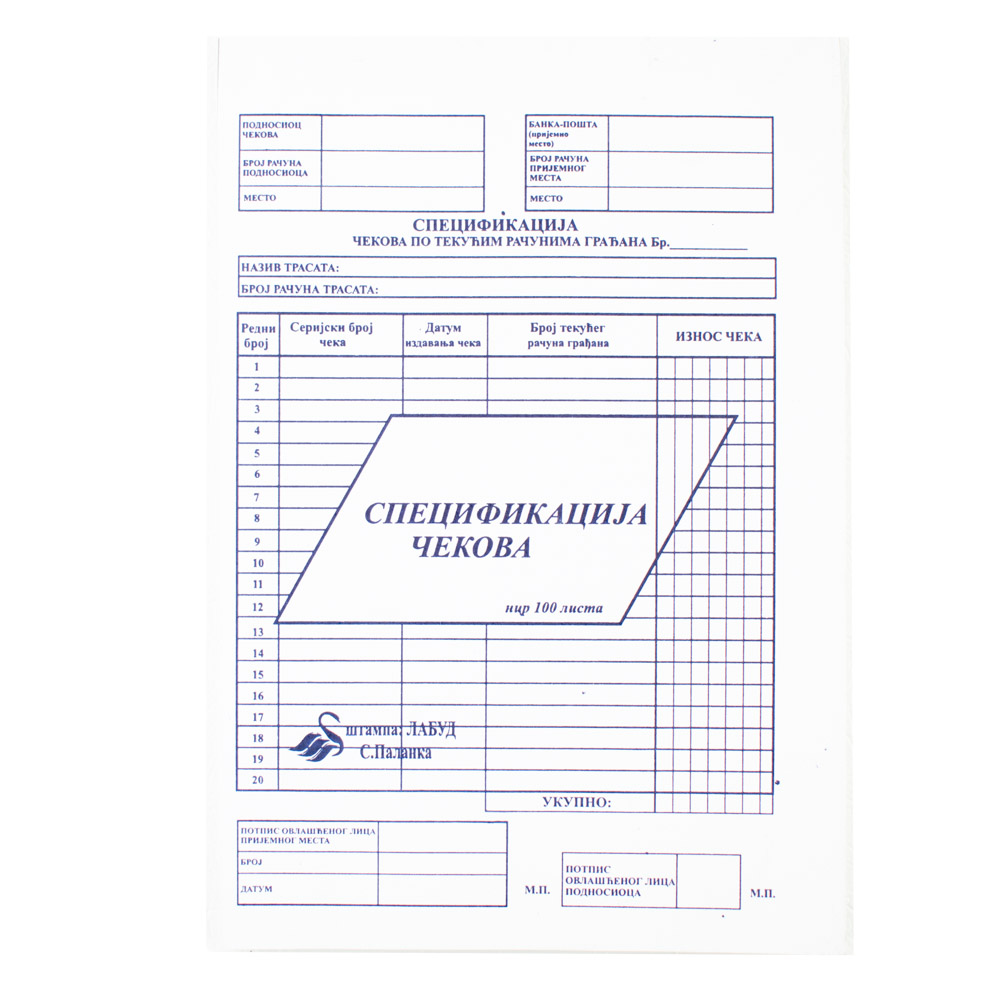 ПОДНОСИОЦ
ЧЕКОВА
БРОЈ РАЧУНА
ПОДНОСИОЦА
МЕСТО
БАНКА-ПОШТА
(пријемно
место)
БРОЈ РАЧУНА
ПРИЈЕМНОГ
МЕСТА
МЕСТО
СПЕЦИФИКАЦИЈА
ЧЕКОВА ПО ТЕКУЋИМ РАЧУНИМА ГРАЂАНА Бр.___________
НАЗИВ ТРАСАТА:
БРОЈ РАЧУНА ТРАСАТА:
Редни
број
Серијски број
чека
Датум
издавања чека
Број текућег
рачуна грађана
ИЗНОС ЧЕКА
1
2
3
4
5
6
7
8
9
10
11
12
13
14
15
16
17
18
19
20
СПЕЦИФИКАЦИЈА
ЧЕКОВА
нцр 100 листа
штампа: ЛАБУД
С.Паланка
УКУПНО:
ПОТПИС ОВЛАШЋЕНОГ ЛИЦА
ПРИЈЕМНОГ МЕСТА
БРОЈ
ДАТУМ
М.П.
ПОТПИС
ОВЛАШЋЕНОГ ЛИЦА
ПОДНОСИОЦА
М.П.